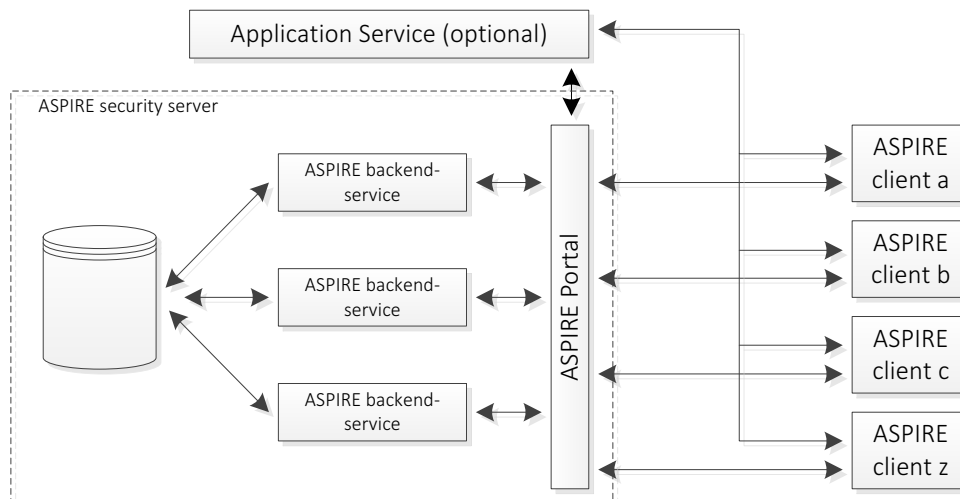 Application Service (optional)
ASPIRE security server
ASPIRE backend-
service
ASPIRE backend-
service
ASPIRE backend-
service
ASPIRE Portal
ASPIRE
client a
ASPIRE
client b
ASPIRE
client c
ASPIRE
client z